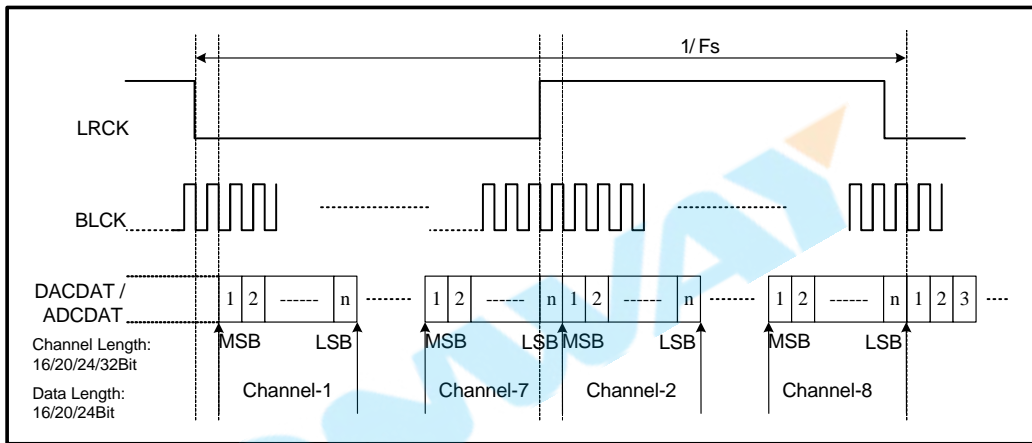 1/ Fs
LRCK
BLCK
DACDAT /
ADCDAT
1 2 ------ n 1 2 ------ n 1 2 ------ n 1 2 ------ n 1 2 3
MSB LSB MSB LSB MSB LSB MSB LSB
Channel Length:
16/20/24/32Bit
Data Length:
16/20/24Bit
Channel-1 Channel-7 Channel-2 Channel-8